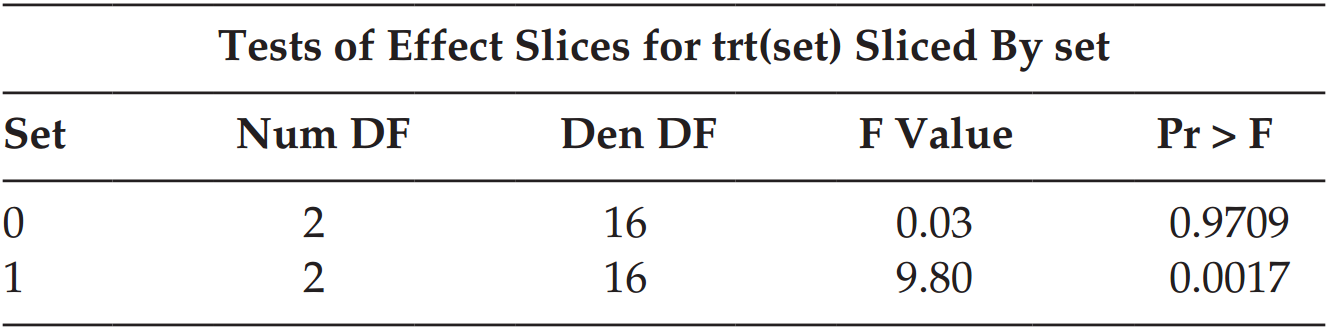 Tests of Effect Slices for trt(set) Sliced By set
Set Num DF Den DF F Value Pr > F
0 2 16 0.03 0.9709
1 2 16 9.80 0.0017